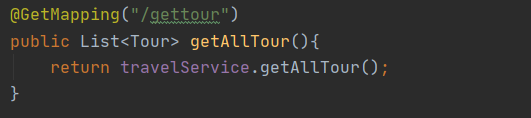 @GetMapping("/gettour")
public List<Tour> getAllTour(){
    return travelService.getAllTour();
}